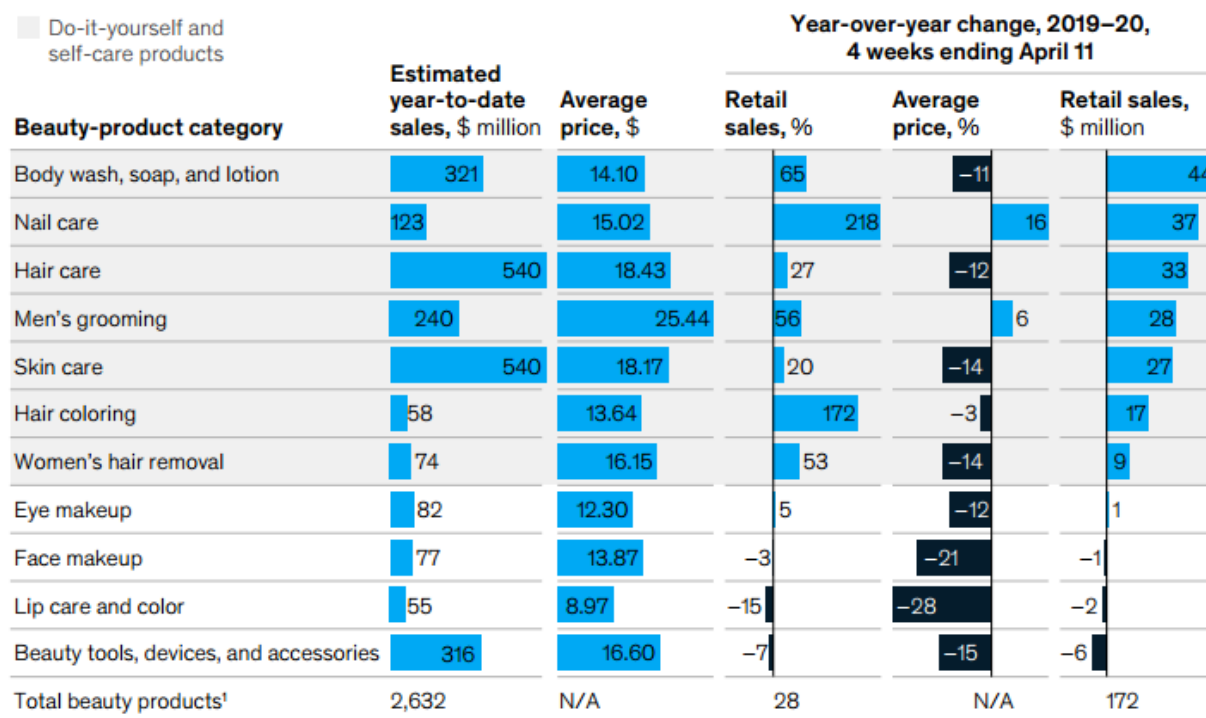 Do-it-yourself and
self-care products
Year-over-year change, 2019–20,
4 weeks ending April 11
Beauty-product category
Estimated
year-to-date
sales, $ million
Average
price, $
Retail
sales, %
Average
price, %
Retail sales,
$ million
Body wash, soap, and lotion 321 14.10 65 –11 44
Nail care 123 15.02 218 16 37
Hair care 540 18.43 27 –12 33
Men's grooming 240 25.44 56 6 28
Skin care 540 18.17 20 –14 27
Hair coloring 58 13.64 172 –3 17
Women's hair removal 74 16.15 53 –14 9
Eye makeup 82 12.30 5 –12 1
Face makeup 77 13.87 –3 –21 –1
Lip care and color 55 8.97 –15 –28 –2
Beauty tools, devices, and accessories 316 16.60 –7 –15 –6
Total beauty products¹ 2,632 N/A 28 N/A 172